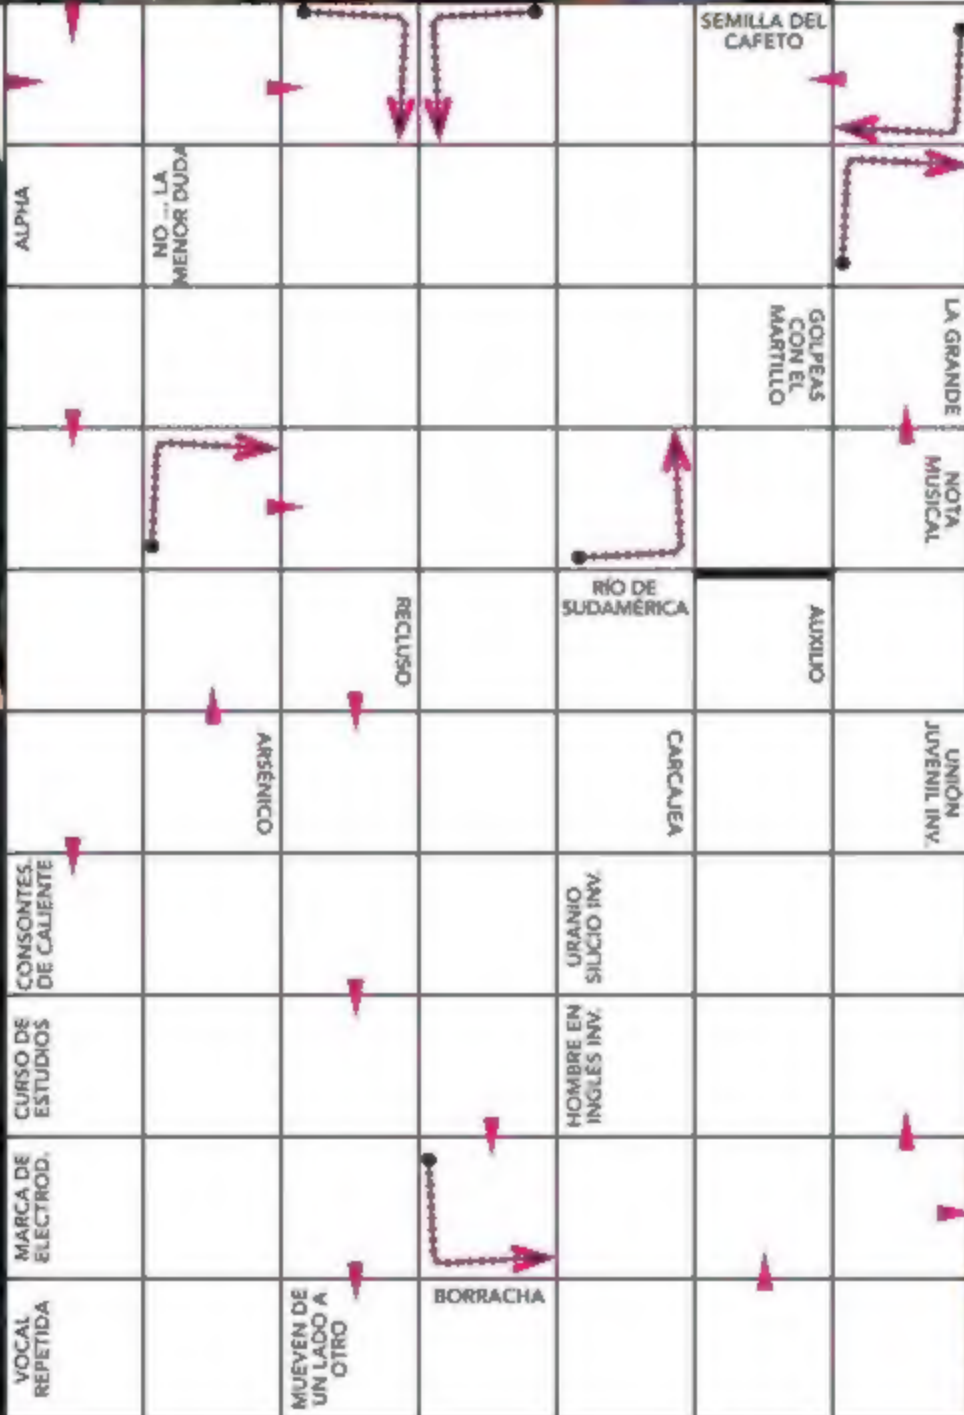 SEMILLA DEL
CAFETO
ALPHA
NO ... LA
MENOR DUDA
GOLPEAS
CON EL
MARTILLO
LA GRANDE
NOTA
MUSICAL
RECLUSO
RÍO DE
SUDAMÉRICA
AUXILIO
ARSÉNICO
CARCAJEA
UNIÓN
JUVENIL INV.
CONSONTES.
DE CALIENTE
URANIO
SILICIO INV.
CURSO DE
ESTUDIOS
HOMBRE EN
INGLÉS INV.
MARCA DE
ELECTROD.
VOCAL
REPETIDA
MUEVEN DE
UN LADO A
OTRO
BORRACHA